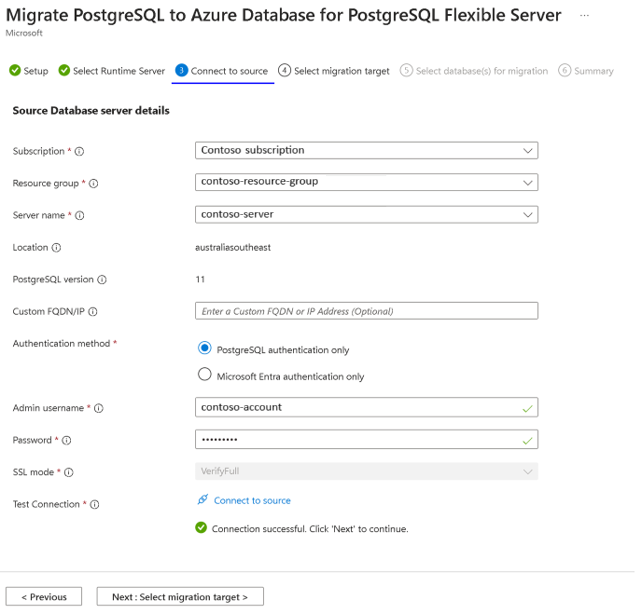 Migrate PostgreSQL to Azure Database for PostgreSQL Flexible Server ...
Microsoft
Setup Select Runtime Server 3 Connect to source 4 Select migration target 5 Select database(s) for migration 6 Summary
Source Database server details
Subscription * Contoso subscription
Resource group * contoso-resource-group
Server name * contoso-server
Location australiasoutheast
PostgreSQL version 11
Custom FQDN/IP Enter a Custom FQDN or IP Address (Optional)
Authentication method * PostgreSQL authentication only
Microsoft Entra authentication only
Admin username * contoso-account
Password * •••••••••
SSL mode * VerifyFull
Test Connection * Connect to source
Connection successful. Click 'Next' to continue.
< Previous Next : Select migration target >